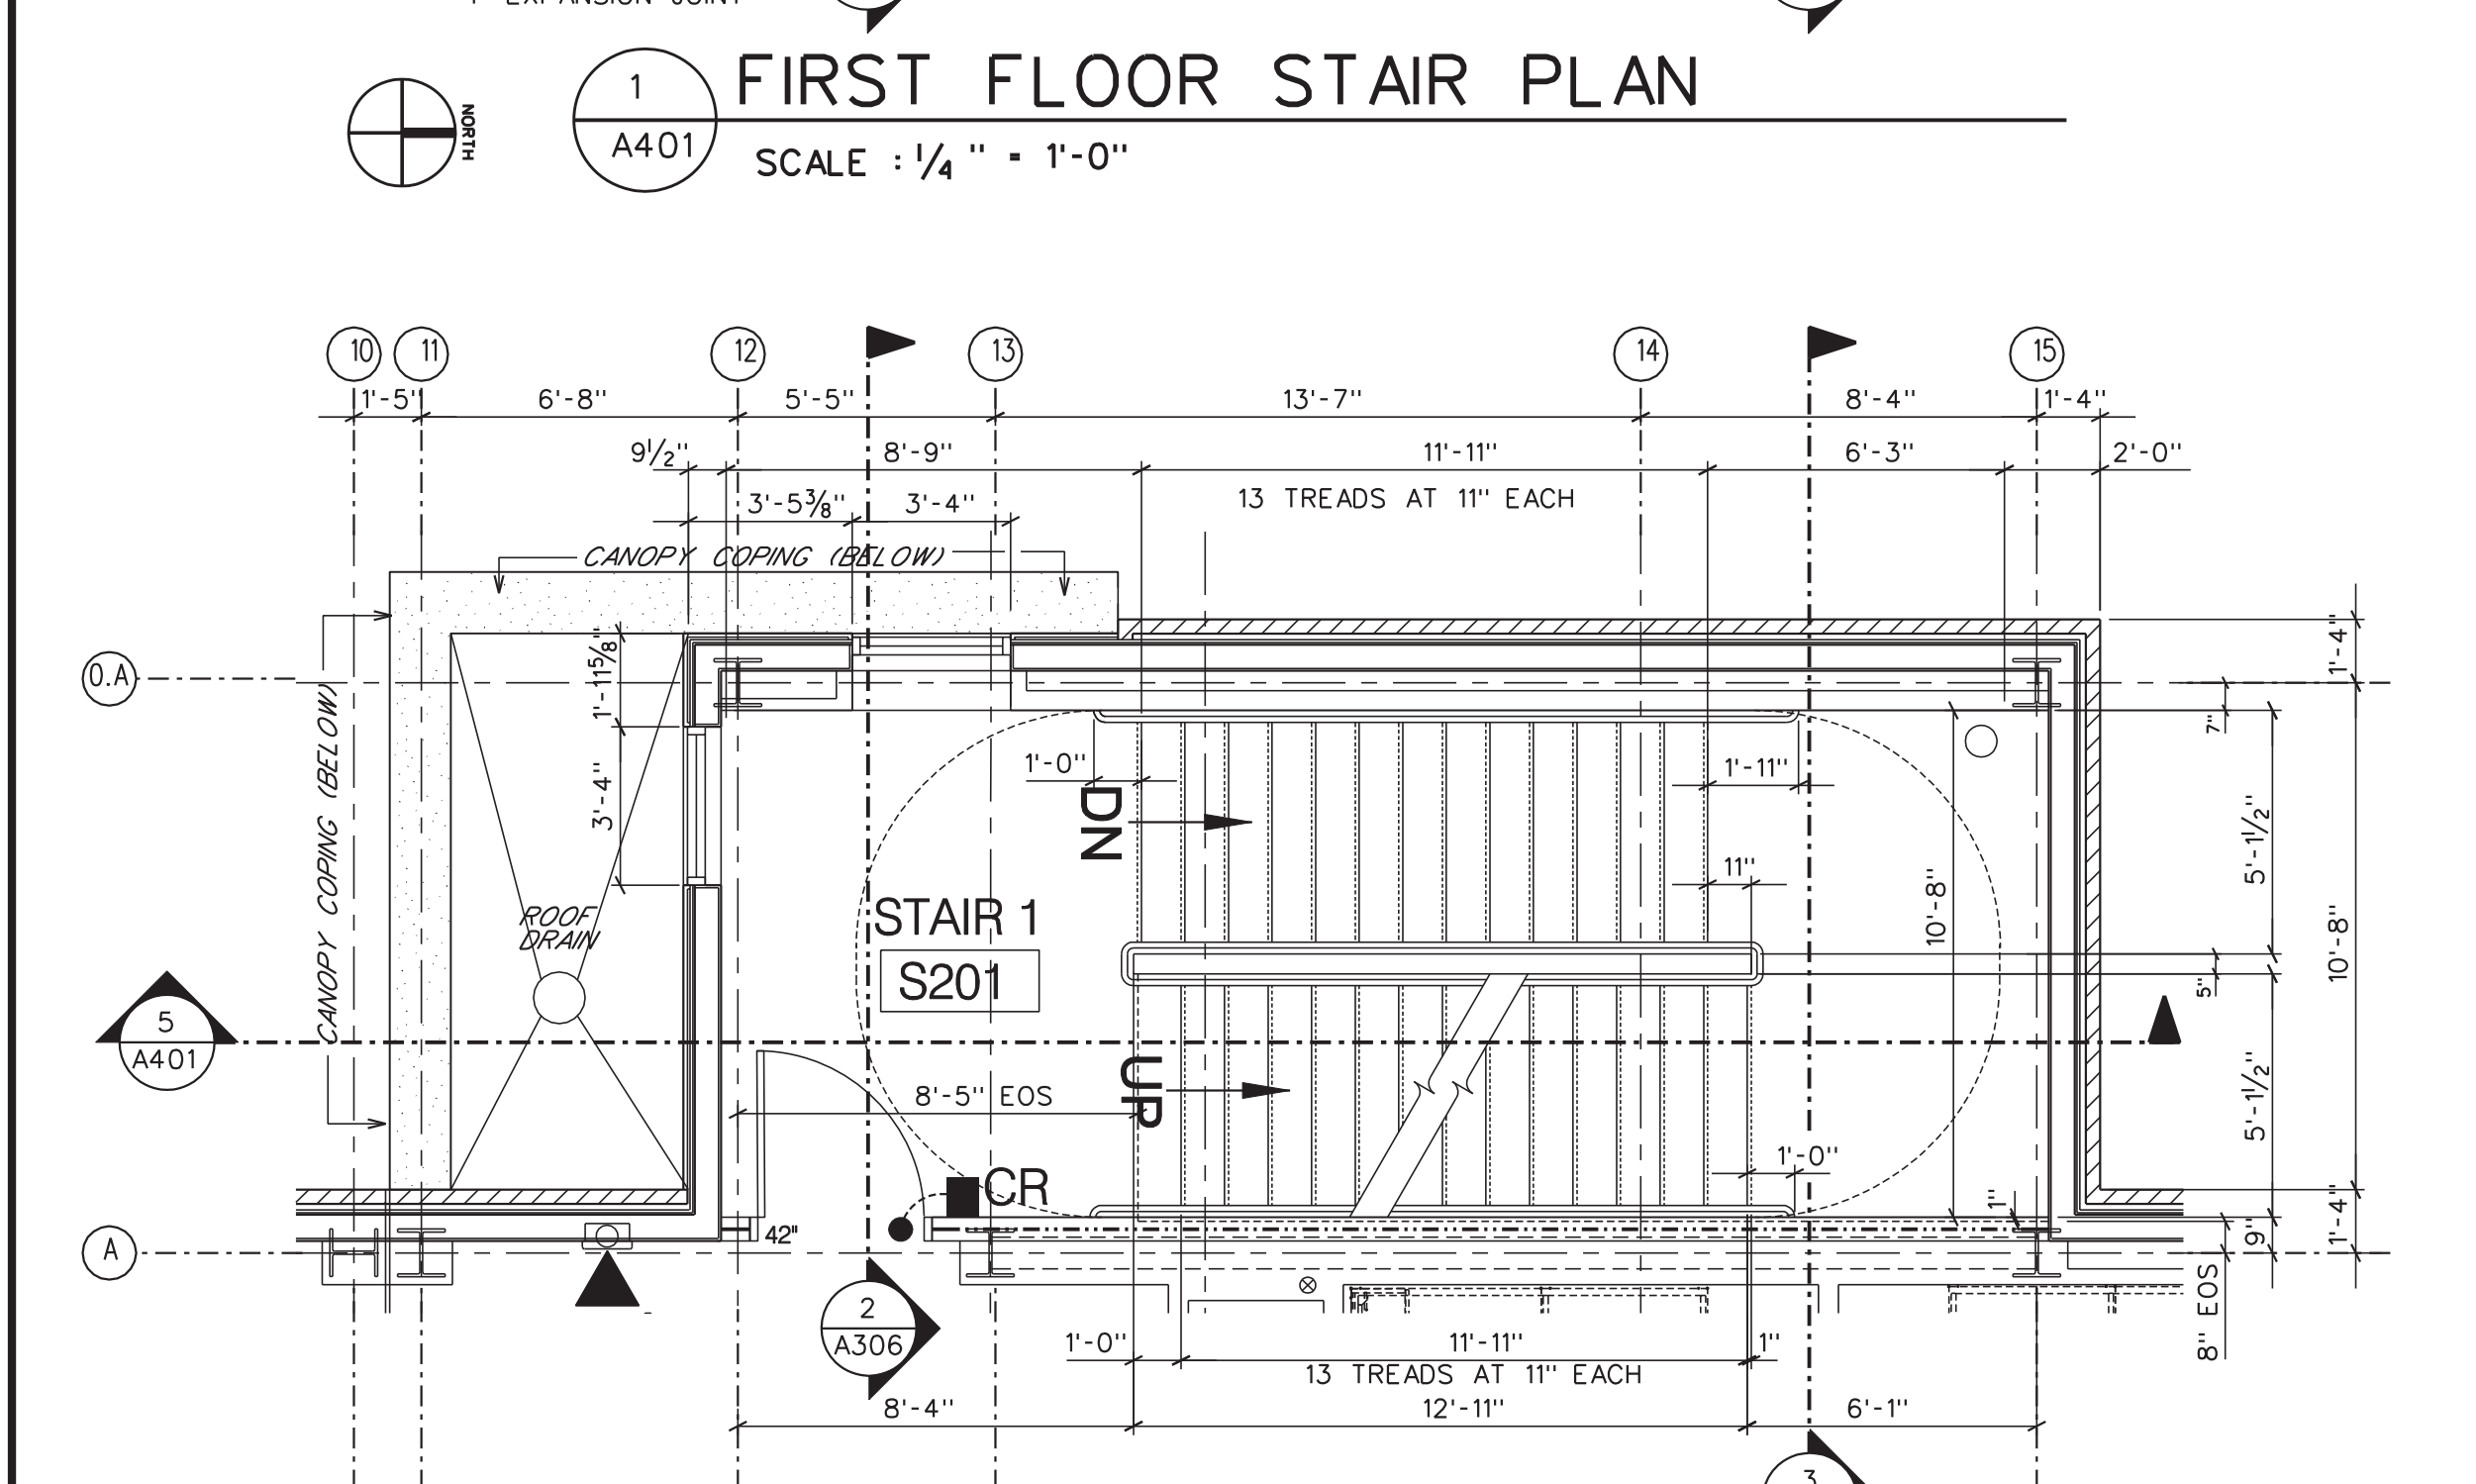 1" EXPANSION JOINT
1
A401
FIRST FLOOR STAIR PLAN
SCALE : 1/4 " = 1'-0"
NORTH
10
11
12
13
14
15
1'-5"
6'-8"
5'-5"
13'-7"
8'-4"
1'-4"
9 1/2"
8'-9"
11'-11"
6'-3"
2'-0"
3'-5 3/8"
3'-4"
13 TREADS AT 11" EACH
CANOPY COPING (BELOW)
0.A
1'-11 5/8"
3'-4"
CANOPY COPING (BELOW)
1'-0"
DN
1'-11"
11"
10'-8"
7"
1'-4"
5'-1 1/2"
10'-8"
5"
5'-1 1/2"
ROOF
DRAIN
STAIR 1
S201
5
A401
UP
8'-5" EOS
1'-0"
CR
42"
A
1"
9"
1'-4"
8" EOS
2
A306
1'-0"
11'-11"
1"
13 TREADS AT 11" EACH
8'-4"
12'-11"
6'-1"
3